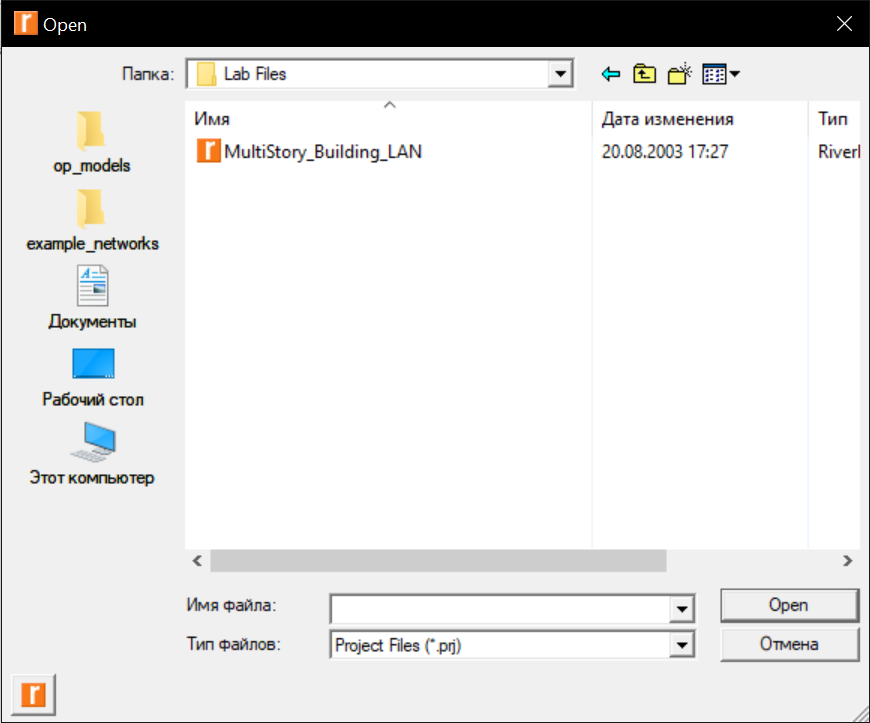 Open
Папка: Lab Files
Имя Дата изменения Тип
MultiStory_Building_LAN 20.08.2003 17:27
op_models
example_networks
Документы
Рабочий стол
Этот компьютер
Имя файла: Open
Тип файлов: Project Files (*.prj) Отмена